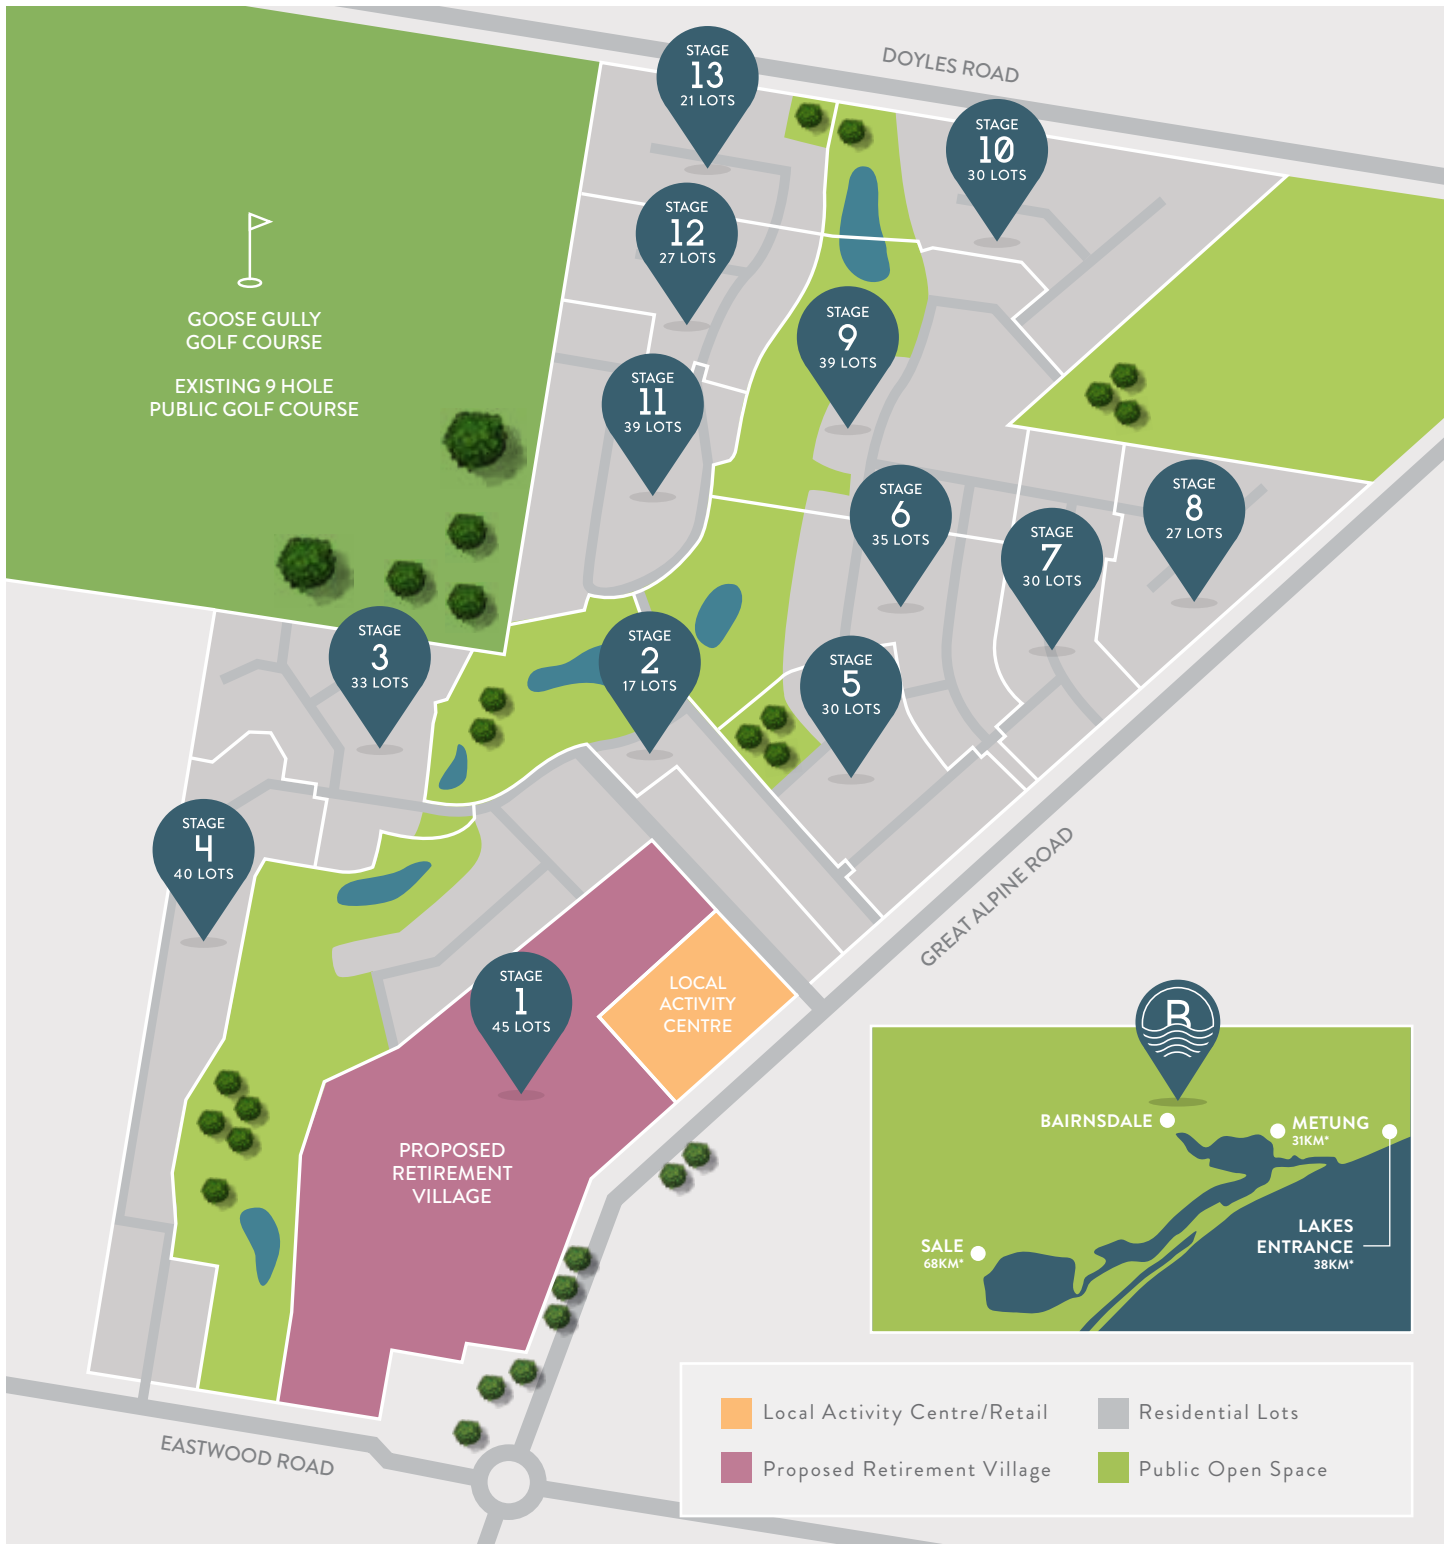 DOYLES ROAD
STAGE
13
21 LOTS
STAGE
10
30 LOTS
STAGE
12
27 LOTS
GOOSE GULLY
GOLF COURSE
EXISTING 9 HOLE
PUBLIC GOLF COURSE
STAGE
9
39 LOTS
STAGE
11
39 LOTS
STAGE
6
35 LOTS
STAGE
8
27 LOTS
STAGE
7
30 LOTS
STAGE
3
33 LOTS
STAGE
2
17 LOTS
STAGE
5
30 LOTS
STAGE
4
40 LOTS
GREAT ALPINE ROAD
STAGE
1
45 LOTS
LOCAL
ACTIVITY
CENTRE
PROPOSED
RETIREMENT
VILLAGE
B
BAIRNSDALE
METUNG
31KM*
SALE
68KM*
LAKES
ENTRANCE
38KM*
EASTWOOD ROAD
Local Activity Centre/Retail
Residential Lots
Proposed Retirement Village
Public Open Space